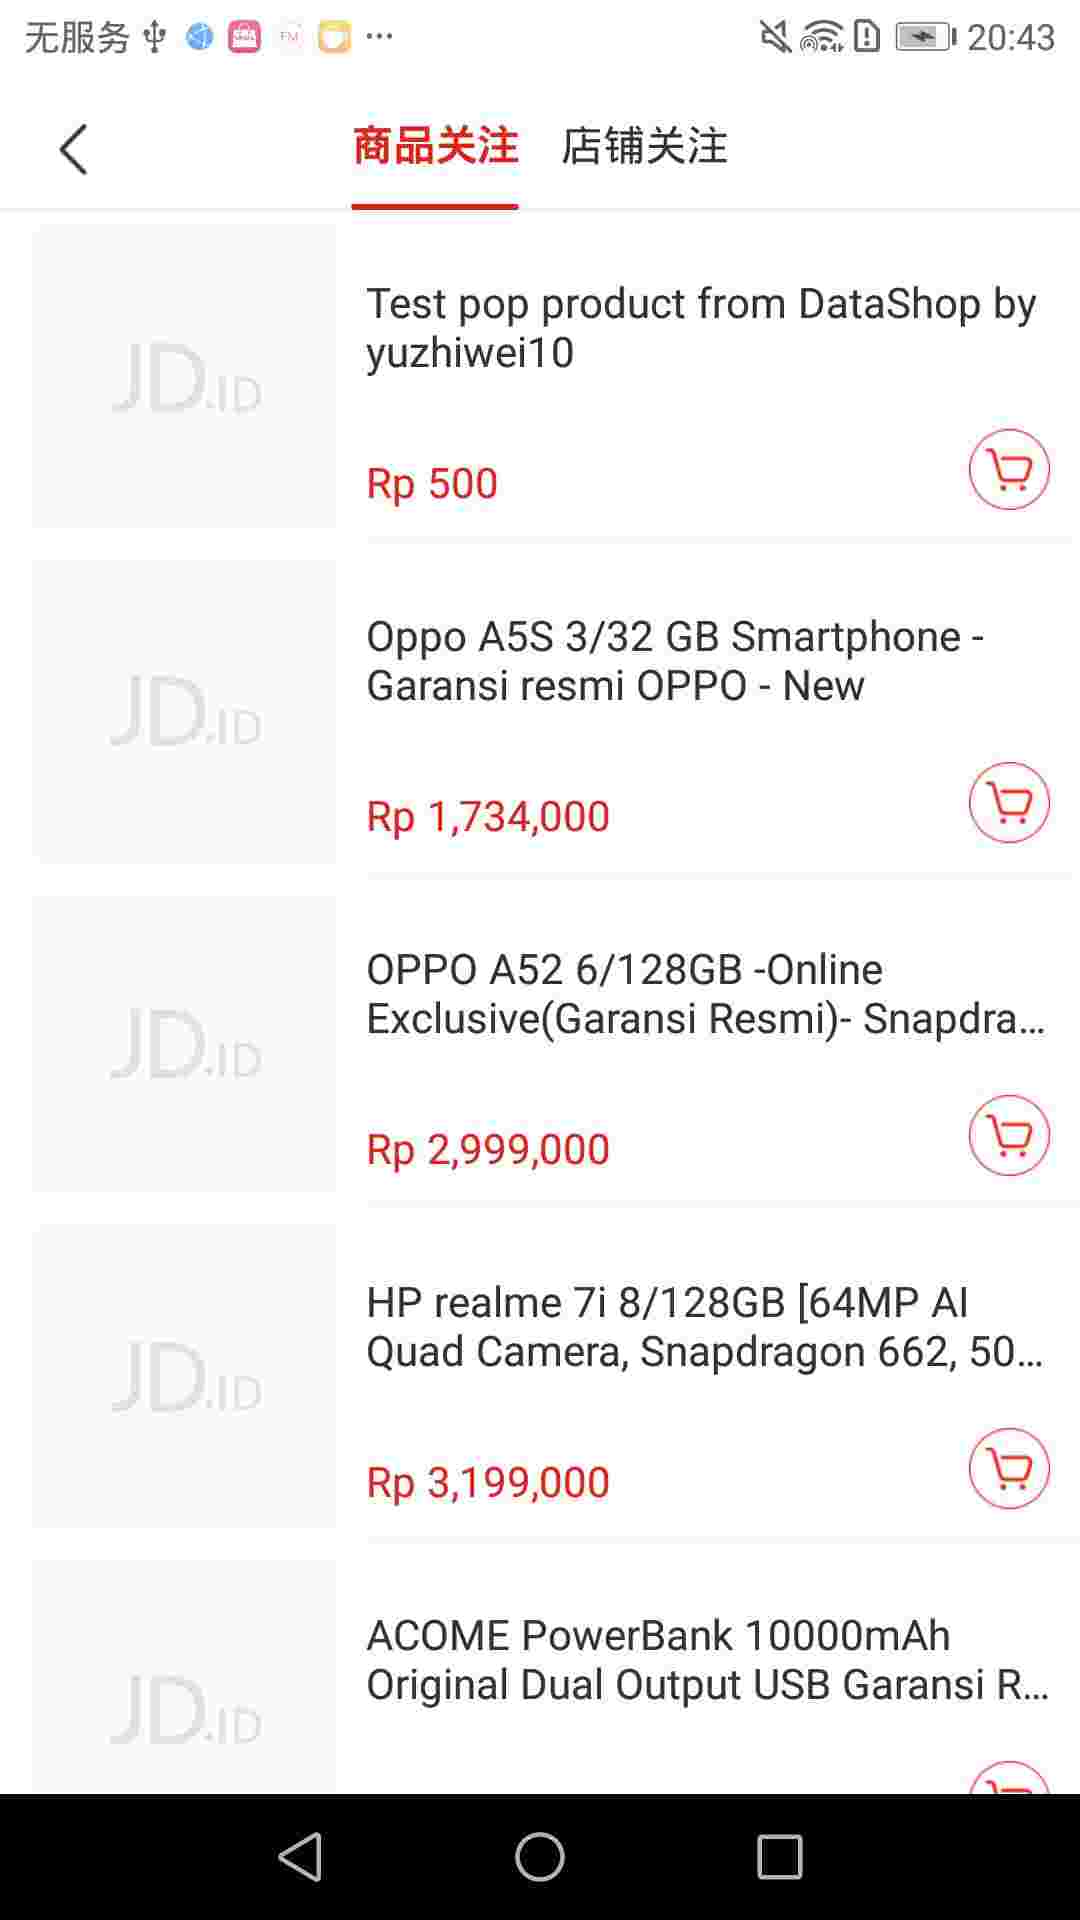 无服务
FM
20:43
商品关注 店铺关注
JD.ID
Test pop product from DataShop by
yuzhiwei10
Rp 500
JD.ID
Oppo A5S 3/32 GB Smartphone -
Garansi resmi OPPO - New
Rp 1,734,000
JD.ID
OPPO A52 6/128GB -Online
Exclusive(Garansi Resmi)- Snapdra...
Rp 2,999,000
JD.ID
HP realme 7i 8/128GB [64MP AI
Quad Camera, Snapdragon 662, 50...
Rp 3,199,000
JD.ID
ACOME PowerBank 10000mAh
Original Dual Output USB Garansi R...